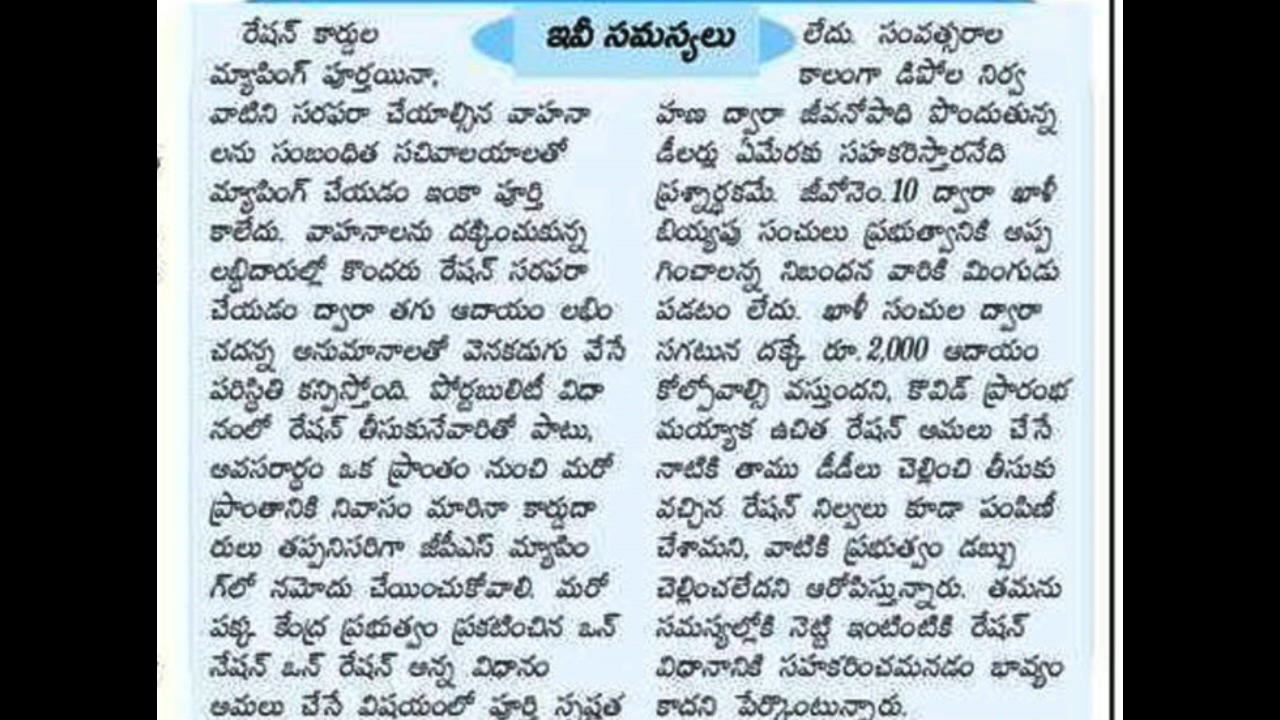 ఇవీ సమస్యలు
రేషన్ కార్డుల
మ్యాపింగ్ పూర్తయినా,
వాటిని సరఫరా చేయాల్సిన వాహనా
లను సంబంధిత సచివాలయాలతో
మ్యాపింగ్ చేయడం ఇంకా పూర్తి
కాలేదు. వాహనాలను దక్కించుకున్న
లబ్ధిదారుల్లో కొందరు రేషన్ సరఫరా
చేయడం ద్వారా తగు ఆదాయం లభిం
చదన్న అనుమానాలతో వెనకడుగు వేసే
పరిస్థితి కన్పిస్తోంది. పోర్టబులిటీ విధా
నంలో రేషన్ తీసుకునేవారితో పాటు,
అవసరార్థం ఒక ప్రాంతం నుంచి మరో
ప్రాంతానికి నివాసం మారినా కార్డుదా
రులు తప్పనిసరిగా జీపీఎస్ మ్యాపిం
గ్‌లో నమోదు చేయించుకోవాలి. మరో
పక్క కేంద్ర ప్రభుత్వం ప్రకటించిన ఒన్
నేషన్ ఒన్ రేషన్ అన్న విధానం
అమలు చేసే విషయంలో పూర్తి స్పష్టత
లేదు. సంవత్సరాల
కాలంగా డిపోల నిర్వ
హణ ద్వారా జీవనోపాధి పొందుతున్న
డీలర్లు ఏమేరకు సహకరిస్తారనేది
ప్రశ్నార్థకమే. జీవోనెం.10 ద్వారా ఖాళీ
బియ్యపు సంచులు ప్రభుత్వానికి అప్ప
గించాలన్న నిబంధన వారికి మింగుడు
పడటం లేదు. ఖాళీ సంచుల ద్వారా
సగటున దక్కే రూ.2,000 ఆదాయం
కోల్పోవాల్సి వస్తుందని, కొవిడ్ ప్రారంభ
మయ్యాక ఉచిత రేషన్ అమలు చేసే
నాటికి తాము డీడీలు చెల్లించి తీసుకు
వచ్చిన రేషన్ నిల్వలు కూడా పంపిణీ
చేశామని, వాటికి ప్రభుత్వం డబ్బు
చెల్లించలేదని ఆరోపిస్తున్నారు. తమను
సమస్యల్లోకి నెట్టి ఇంటింటికి రేషన్
విధానానికి సహకరించమనడం భావ్యం
కాదని పేర్కొంటున్నారు.